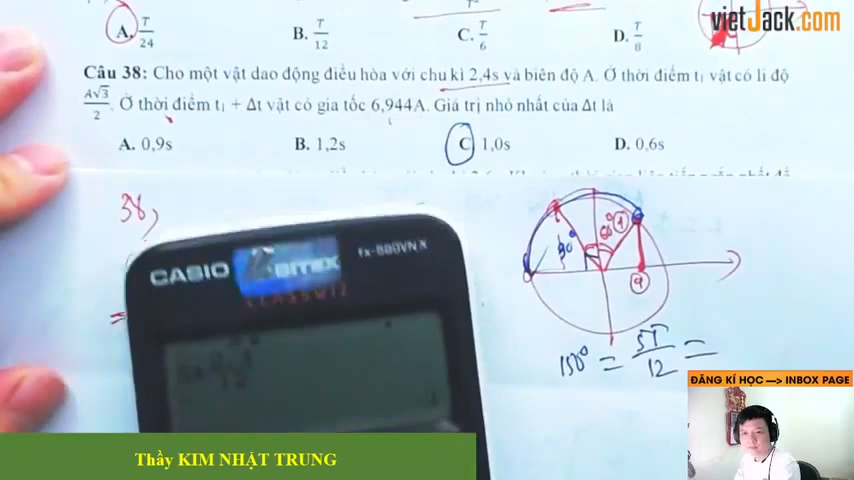 vietJack.com
A. T/24 B. T/12 C. T/6 D. T/8
Câu 38: Cho một vật dao động điều hòa với chu kì 2,4s và biên độ A. Ở thời điểm t₁ vật có li độ
A√3/2. Ở thời điểm t₁ + Δt vật có gia tốc 6,944A. Giá trị nhỏ nhất của Δt là
A. 0,9s B. 1,2s C. 1,0s D. 0,6s
38)
CASIO BITEX fx-880VN X
CLASSWIZ
60° 1
90°
=
150° = 5T/12 =
ĐĂNG KÍ HỌC —> INBOX PAGE
Thầy KIM NHẬT TRUNG